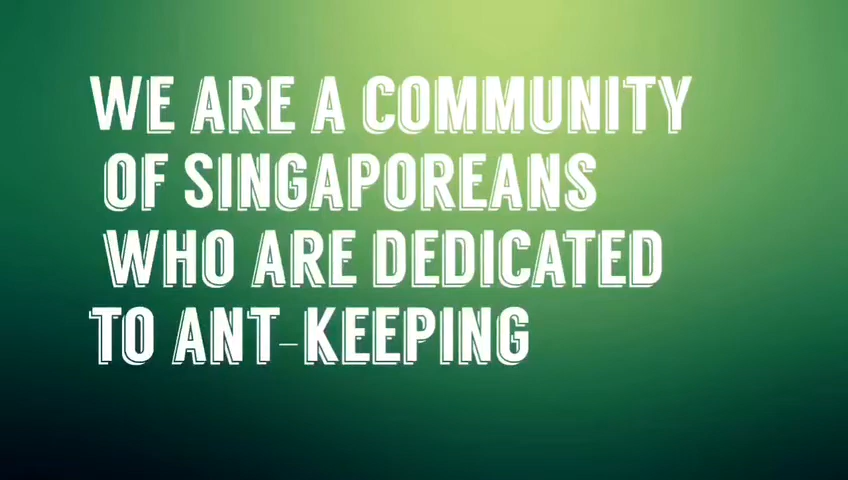 WE ARE A COMMUNITY
OF SINGAPOREANS
WHO ARE DEDICATED
TO ANT-KEEPING